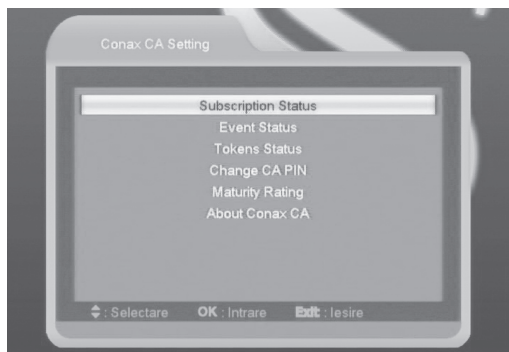 Conax CA Setting
Subscription Status
Event Status
Tokens Status
Change CA PIN
Maturity Rating
About Conax CA
: Selectare OK : Intrare Exit : Iesire